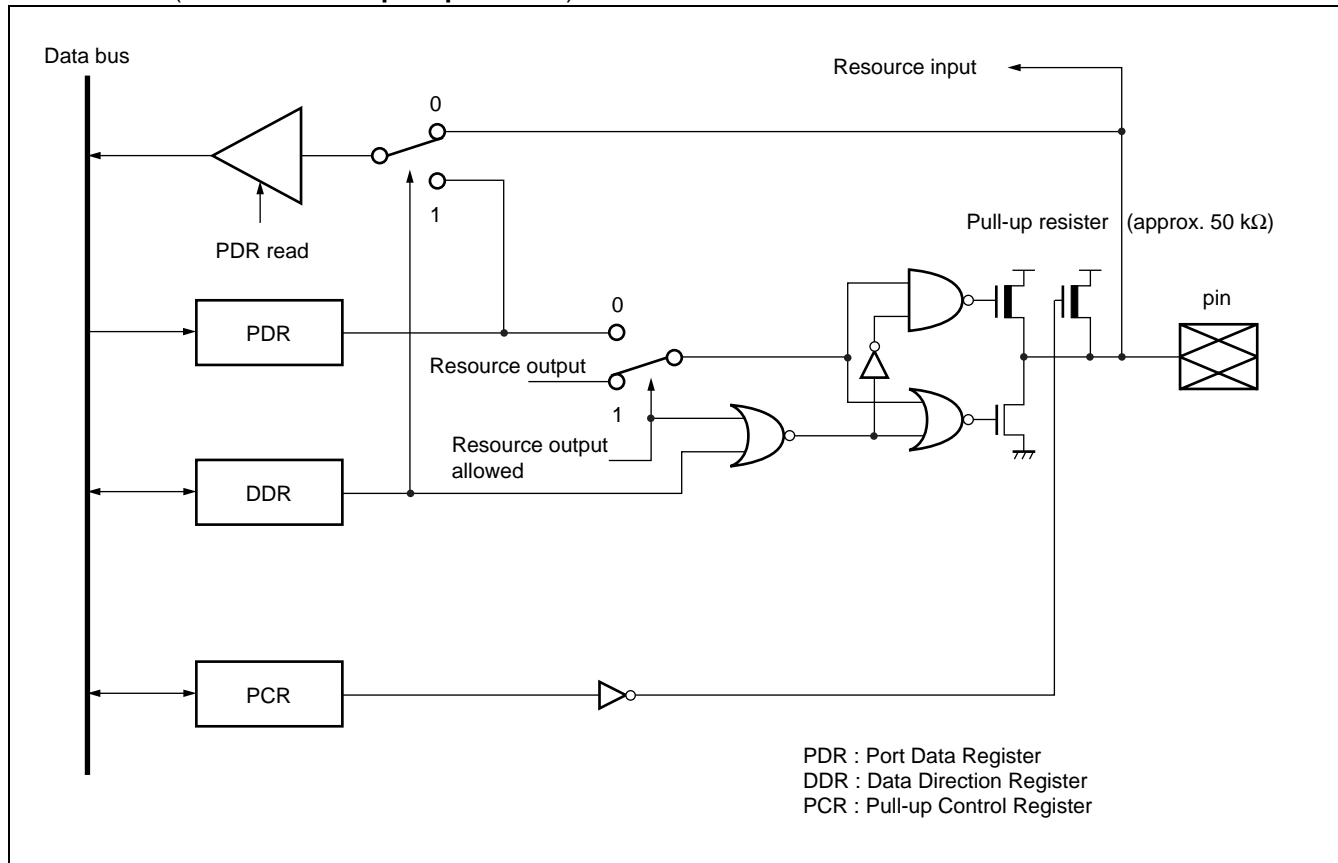 Data bus
Resource input
0
1
PDR read
Pull-up resister (approx. 50 kΩ)
pin
PDR
0
Resource output
1
Resource output
allowed
DDR
PCR
PDR : Port Data Register
DDR : Data Direction Register
PCR : Pull-up Control Register